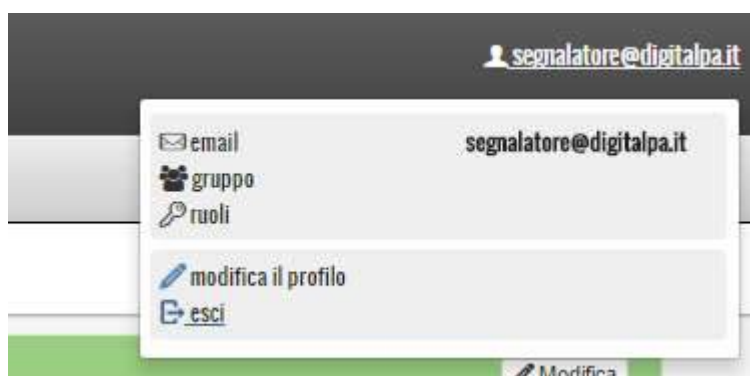 segnalatore@digitalpa.it
email segnalatore@digitalpa.it
gruppo
ruoli
modifica il profilo
esci
Modifica